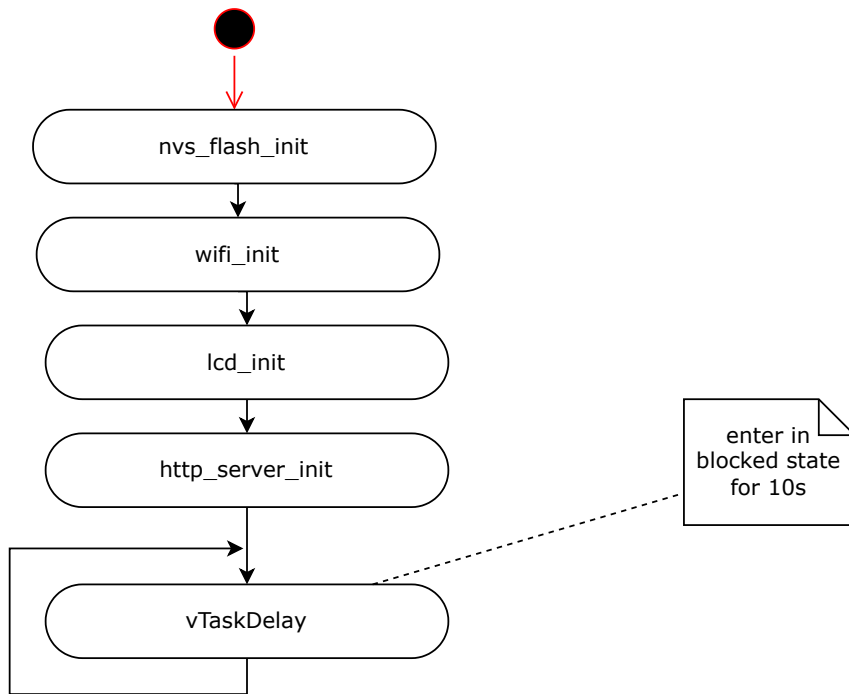 nvs_flash_init
wifi_init
lcd_init
http_server_init
enter in
blocked state
for 10s
vTaskDelay